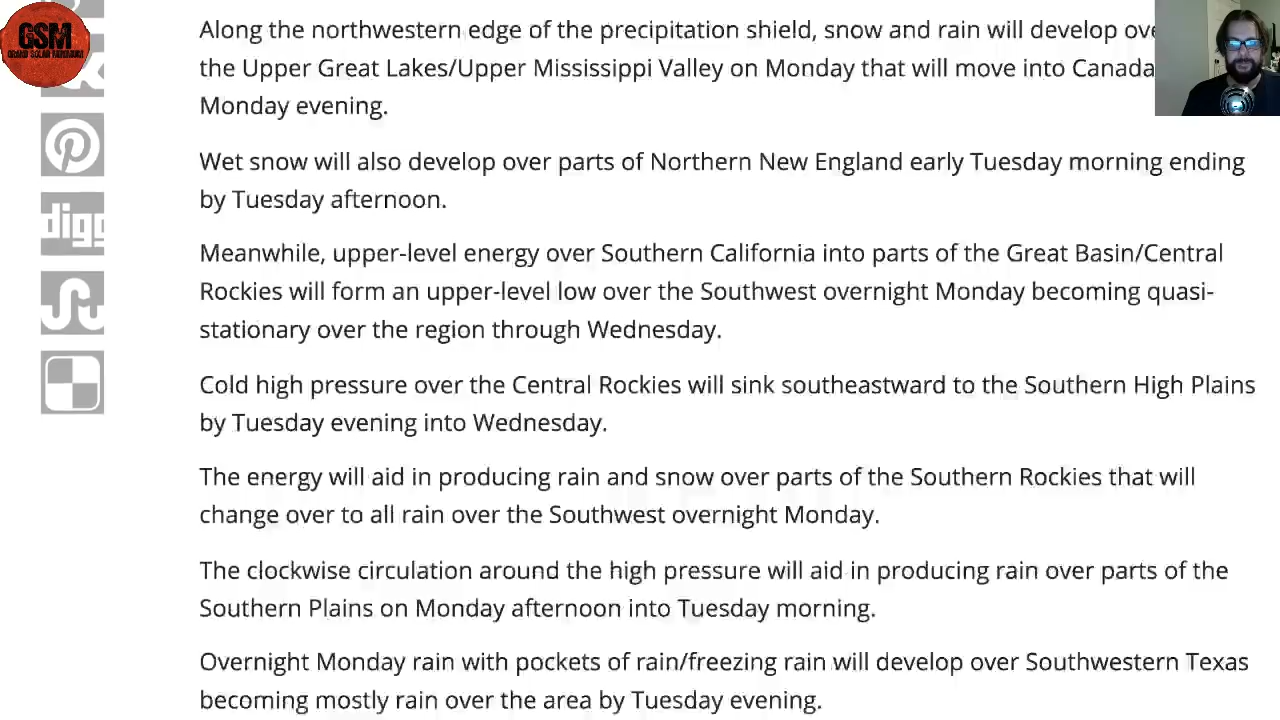 GSM
GRAND SOLAR MINIMUM
Along the northwestern edge of the precipitation shield, snow and rain will develop ove
the Upper Great Lakes/Upper Mississippi Valley on Monday that will move into Canada
Monday evening.
Wet snow will also develop over parts of Northern New England early Tuesday morning ending
by Tuesday afternoon.
digg
Meanwhile, upper-level energy over Southern California into parts of the Great Basin/Central
Rockies will form an upper-level low over the Southwest overnight Monday becoming quasi-
stationary over the region through Wednesday.
Cold high pressure over the Central Rockies will sink southeastward to the Southern High Plains
by Tuesday evening into Wednesday.
The energy will aid in producing rain and snow over parts of the Southern Rockies that will
change over to all rain over the Southwest overnight Monday.
The clockwise circulation around the high pressure will aid in producing rain over parts of the
Southern Plains on Monday afternoon into Tuesday morning.
Overnight Monday rain with pockets of rain/freezing rain will develop over Southwestern Texas
becoming mostly rain over the area by Tuesday evening.